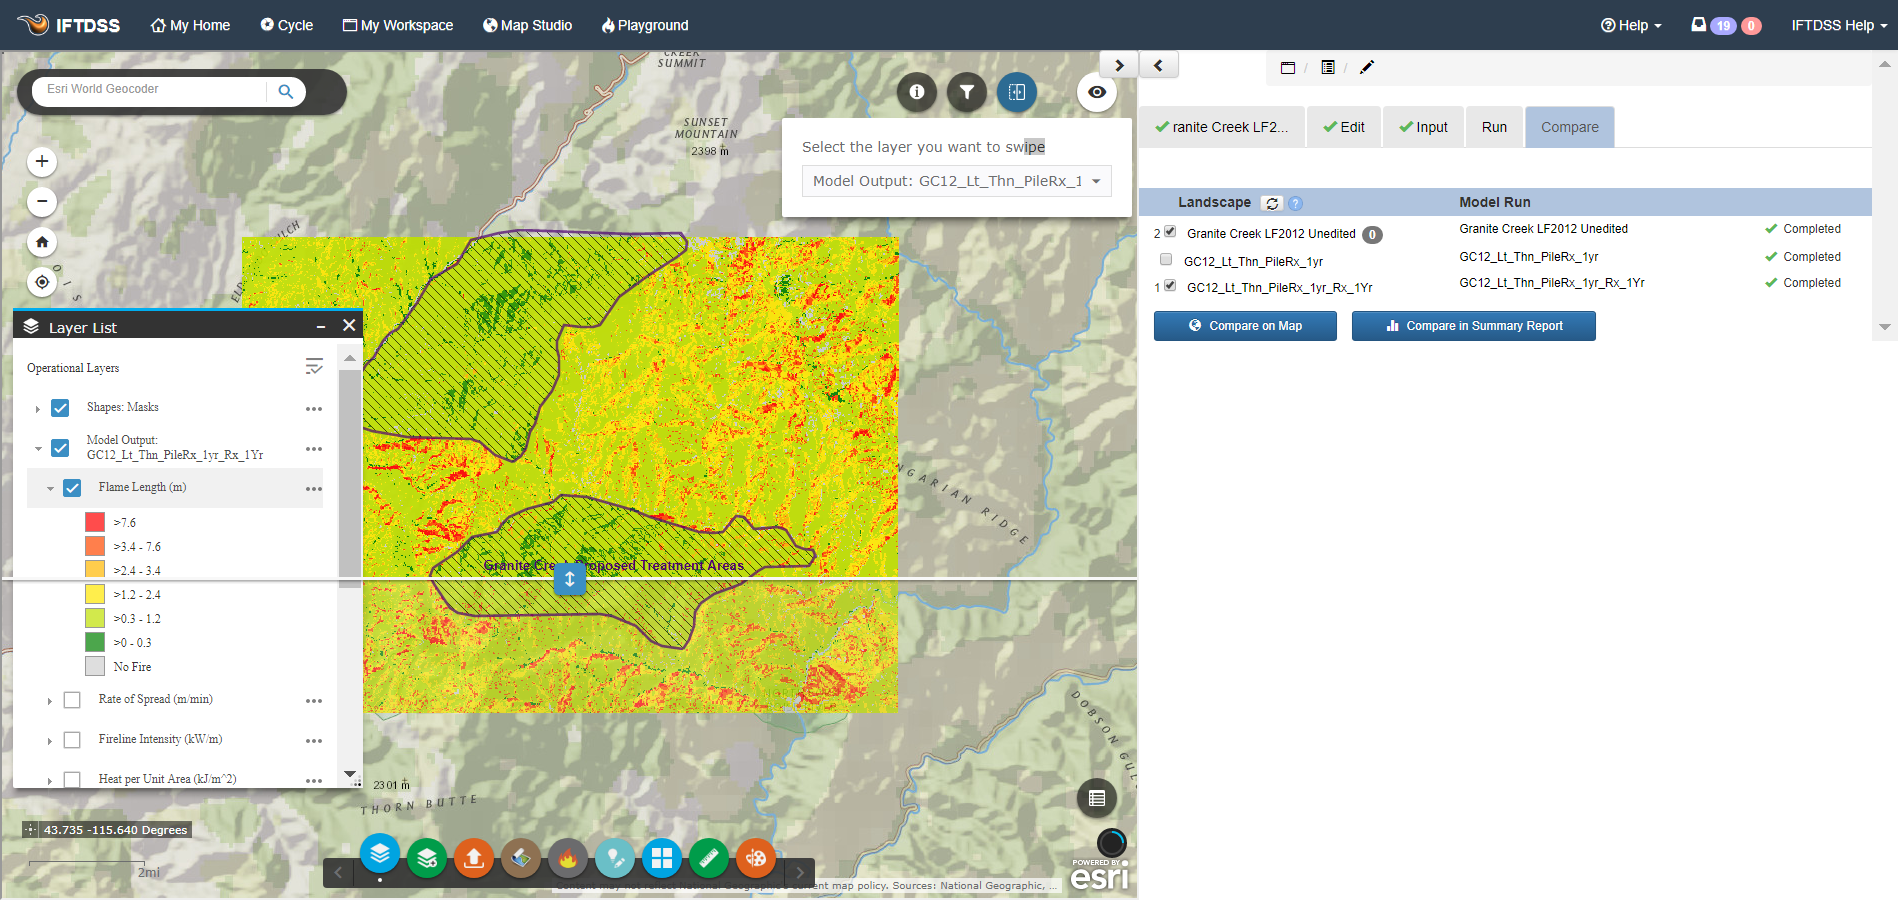 IFTDSS My Home Cycle My Workspace Map Studio Playground Help 19 0 IFTDSS Help
Esri World Geocoder
CREEK
SUMMIT
SUNSET
MOUNTAIN
2398 m
Select the layer you want to swipe
Model Output: GC12_Lt_Thn_PileRx_1
ranite Creek LF2... Edit Input Run Compare
Landscape ? Model Run
2 Granite Creek LF2012 Unedited 0 Granite Creek LF2012 Unedited Completed
GC12_Lt_Thn_PileRx_1yr GC12_Lt_Thn_PileRx_1yr Completed
1 GC12_Lt_Thn_PileRx_1yr_Rx_1Yr GC12_Lt_Thn_PileRx_1yr_Rx_1Yr Completed
Compare on Map Compare in Summary Report
Layer List
Operational Layers
Shapes: Masks
Model Output:
GC12_Lt_Thn_PileRx_1yr_Rx_1Yr
Flame Length (m)
>7.6
>3.4 - 7.6
>2.4 - 3.4
>1.2 - 2.4
>0.3 - 1.2
>0 - 0.3
No Fire
Rate of Spread (m/min)
Fireline Intensity (kW/m)
Heat per Unit Area (kJ/m^2)
Granite Proposed Treatment Areas
NGARIAN RIDGE
DOBSON GUL
2301 m
THORN BUTTE
43.735 -115.640 Degrees
2mi
POWERED BY
esri
current map policy. Sources: National Geographic, ...